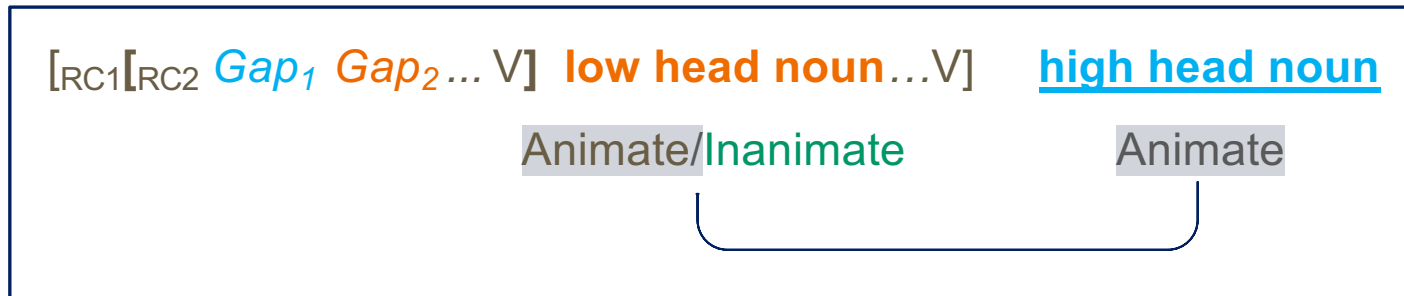 [RC1[RC2 Gap1 Gap2 ... V] low head noun...V] high head noun
Animate/Inanimate Animate